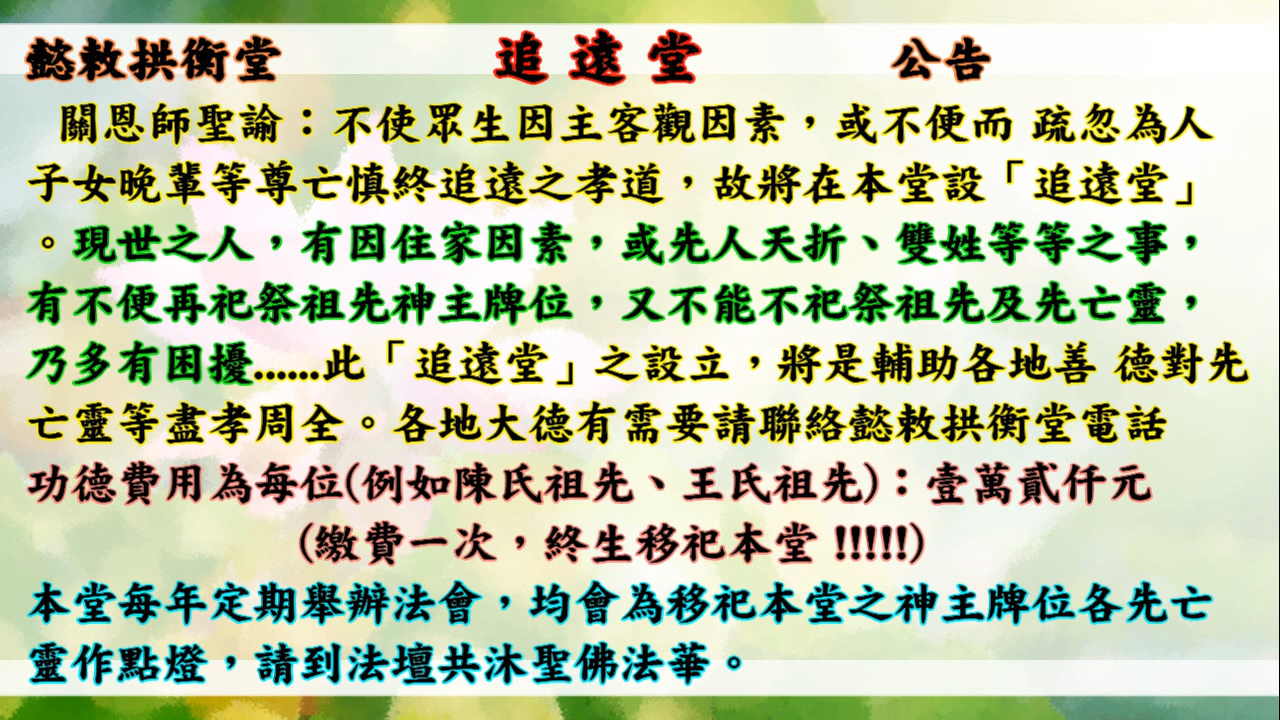 懿敕拱衡堂 追遠堂 公告
關恩師聖諭：不使眾生因主客觀因素，或不便而 疏忽為人
子女晚輩等尊亡慎終追遠之孝道，故將在本堂設「追遠堂」
。現世之人，有因住家因素，或先人夭折、雙姓等等之事，
有不便再祀祭祖先神主牌位，又不能不祀祭祖先及先亡靈，
乃多有困擾......此「追遠堂」之設立，將是輔助各地善 德對先
亡靈等盡孝周全。各地大德有需要請聯絡懿敕拱衡堂電話
功德費用為每位(例如陳氏祖先、王氏祖先)：壹萬貳仟元
(繳費一次，終生移祀本堂 !!!!!)
本堂每年定期舉辦法會，均會為移祀本堂之神主牌位各先亡
靈作點燈，請到法壇共沐聖佛法華。